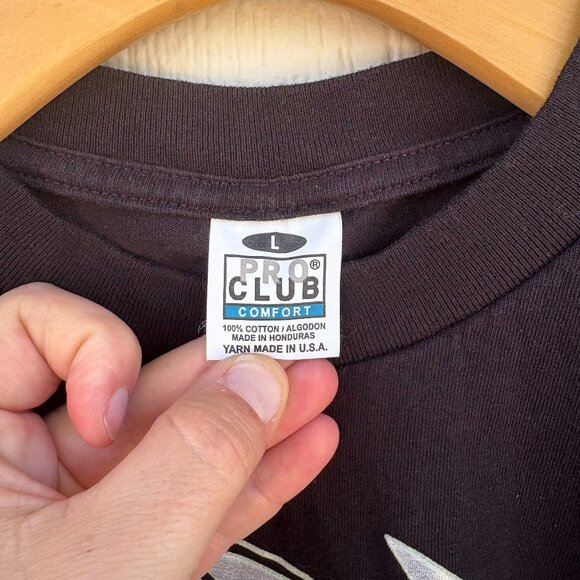 L
PRO®
CLUB
COMFORT
100% COTTON / ALGODON
MADE IN HONDURAS
YARN MADE IN U.S.A.